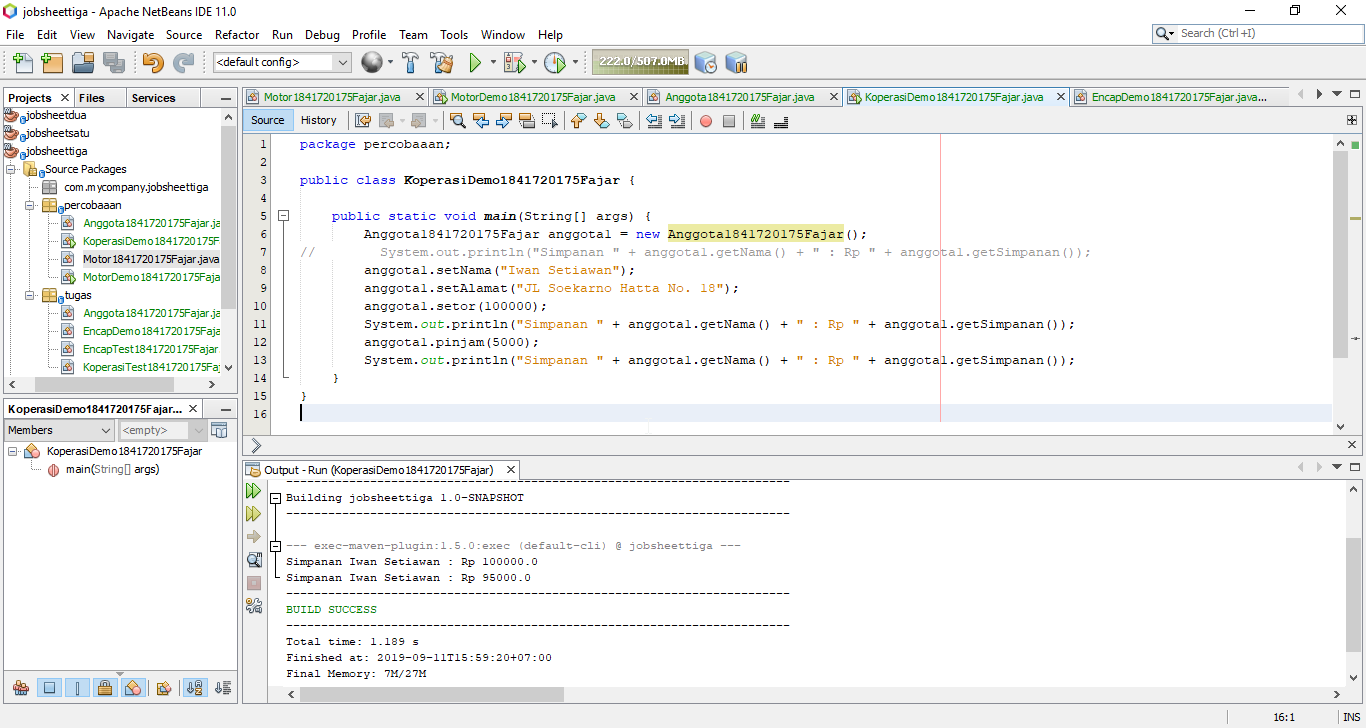 jobsheettiga - Apache NetBeans IDE 11.0
File Edit View Navigate Source Refactor Run Debug Profile Team Tools Window Help
Search (Ctrl+I)
<default config>
222.0/507.0MB
Projects Files Services
jobsheetdua
jobsheetsatu
jobsheettiga
Source Packages
com.mycompany.jobsheettiga
percobaaan
Anggota1841720175Fajar.ja
KoperasiDemo1841720175F
Motor1841720175Fajar.java
MotorDemo1841720175Faja
tugas
Anggota1841720175Fajar.ja
EncapDemo1841720175Faja
EncapTest1841720175Fajar
KoperasiTest1841720175Faj
KoperasiDemo1841720175Fajar...
Members <empty>
KoperasiDemo1841720175Fajar
main(String[] args)
Motor1841720175Fajar.java MotorDemo1841720175Fajar.java Anggota1841720175Fajar.java KoperasiDemo1841720175Fajar.java EncapDemo1841720175Fajar.java...
Source History
1 package percobaaan;
2
3 public class KoperasiDemo1841720175Fajar {
4
5 public static void main(String[] args) {
6 Anggota1841720175Fajar anggota1 = new Anggota1841720175Fajar();
7 // System.out.println("Simpanan " + anggota1.getNama() + " : Rp " + anggota1.getSimpanan());
8 anggota1.setNama("Iwan Setiawan");
9 anggota1.setAlamat("JL Soekarno Hatta No. 18");
10 anggota1.setor(100000);
11 System.out.println("Simpanan " + anggota1.getNama() + " : Rp " + anggota1.getSimpanan());
12 anggota1.pinjam(5000);
13 System.out.println("Simpanan " + anggota1.getNama() + " : Rp " + anggota1.getSimpanan());
14 }
15 }
16
Output - Run (KoperasiDemo1841720175Fajar)
------------------------------------------------------------------------
Building jobsheettiga 1.0-SNAPSHOT
------------------------------------------------------------------------
--- exec-maven-plugin:1.5.0:exec (default-cli) @ jobsheettiga ---
Simpanan Iwan Setiawan : Rp 100000.0
Simpanan Iwan Setiawan : Rp 95000.0
------------------------------------------------------------------------
BUILD SUCCESS
------------------------------------------------------------------------
Total time: 1.189 s
Finished at: 2019-09-11T15:59:20+07:00
Final Memory: 7M/27M
16:1 INS